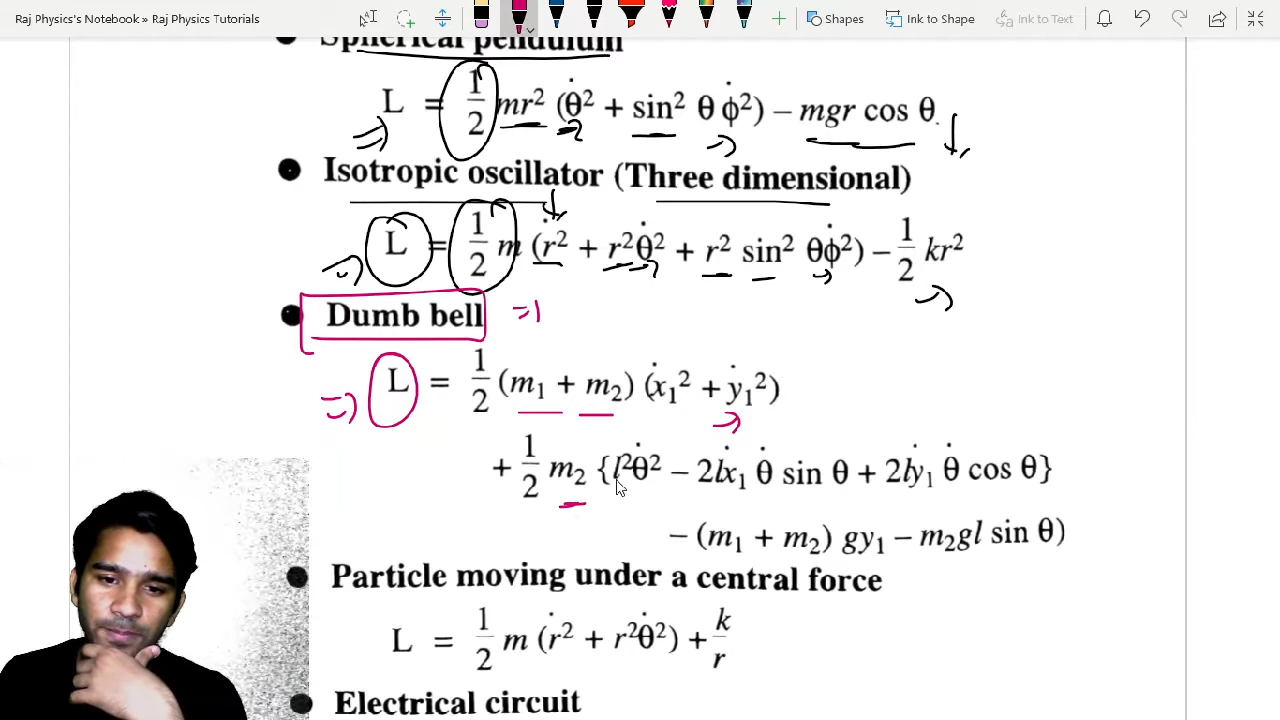 Raj Physics's Notebook » Raj Physics Tutorials
Shapes
Ink to Shape
Ink to Text
Spherical pendulum
L = 1/2 mr² (θ̇² + sin² θ ϕ̇²) – mgr cos θ.
Isotropic oscillator (Three dimensional)
L = 1/2 m (ṙ² + r²θ̇² + r² sin² θϕ̇²) – 1/2 kr²
Dumb bell
L = 1/2 (m₁ + m₂) (ẋ₁² + ẏ₁²)
+ 1/2 m₂ {l²θ̇² – 2lẋ₁ θ̇ sin θ + 2lẏ₁ θ̇ cos θ}
– (m₁ + m₂) gy₁ – m₂gl sin θ)
Particle moving under a central force
L = 1/2 m (ṙ² + r²θ̇²) + k/r
Electrical circuit